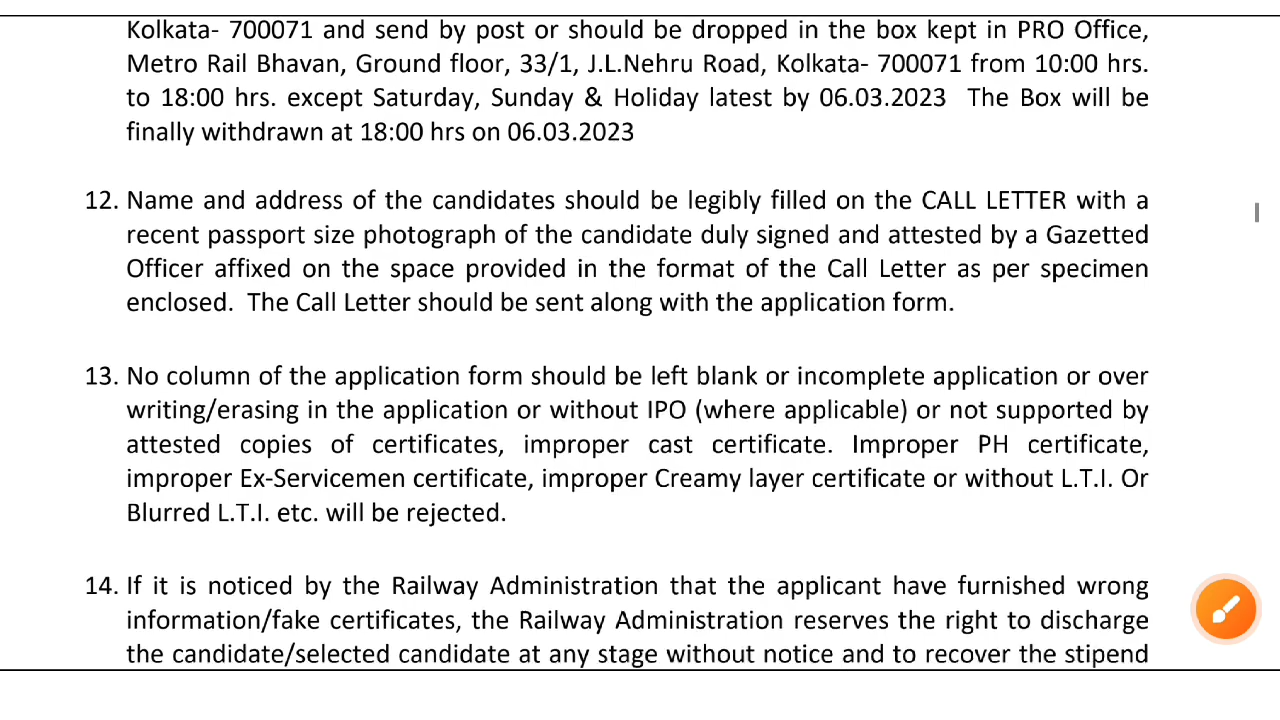 Kolkata- 700071 and send by post or should be dropped in the box kept in PRO Office,
Metro Rail Bhavan, Ground floor, 33/1, J.L.Nehru Road, Kolkata- 700071 from 10:00 hrs.
to 18:00 hrs. except Saturday, Sunday & Holiday latest by 06.03.2023 The Box will be
finally withdrawn at 18:00 hrs on 06.03.2023
12. Name and address of the candidates should be legibly filled on the CALL LETTER with a
recent passport size photograph of the candidate duly signed and attested by a Gazetted
Officer affixed on the space provided in the format of the Call Letter as per specimen
enclosed. The Call Letter should be sent along with the application form.
13. No column of the application form should be left blank or incomplete application or over
writing/erasing in the application or without IPO (where applicable) or not supported by
attested copies of certificates, improper cast certificate. Improper PH certificate,
improper Ex-Servicemen certificate, improper Creamy layer certificate or without L.T.I. Or
Blurred L.T.I. etc. will be rejected.
14. If it is noticed by the Railway Administration that the applicant have furnished wrong
information/fake certificates, the Railway Administration reserves the right to discharge
the candidate/selected candidate at any stage without notice and to recover the stipend